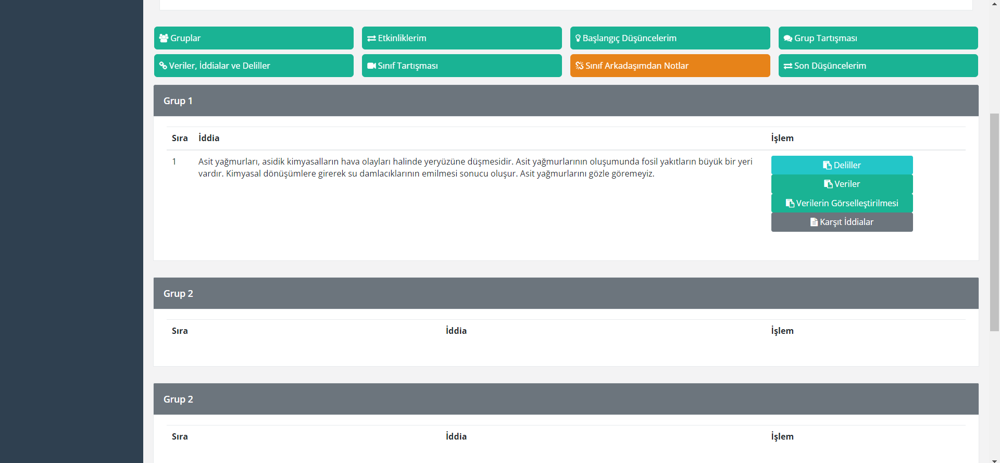 Gruplar
Etkinliklerim
Başlangıç Düşüncelerim
Grup Tartışması
Veriler, İddialar ve Deliller
Sınıf Tartışması
Sınıf Arkadaşımdan Notlar
Son Düşüncelerim
Grup 1
Sıra İddia İşlem
1 Asit yağmurları, asidik kimyasalların hava olayları halinde yeryüzüne düşmesidir. Asit yağmurlarının oluşumunda fosil yakıtların büyük bir yeri
vardır. Kimyasal dönüşümlere girerek su damlacıklarının emilmesi sonucu oluşur. Asit yağmurlarını gözle göremeyiz.
Deliller
Veriler
Verilerin Görselleştirilmesi
Karşıt İddialar
Grup 2
Sıra İddia İşlem
Grup 2
Sıra İddia İşlem